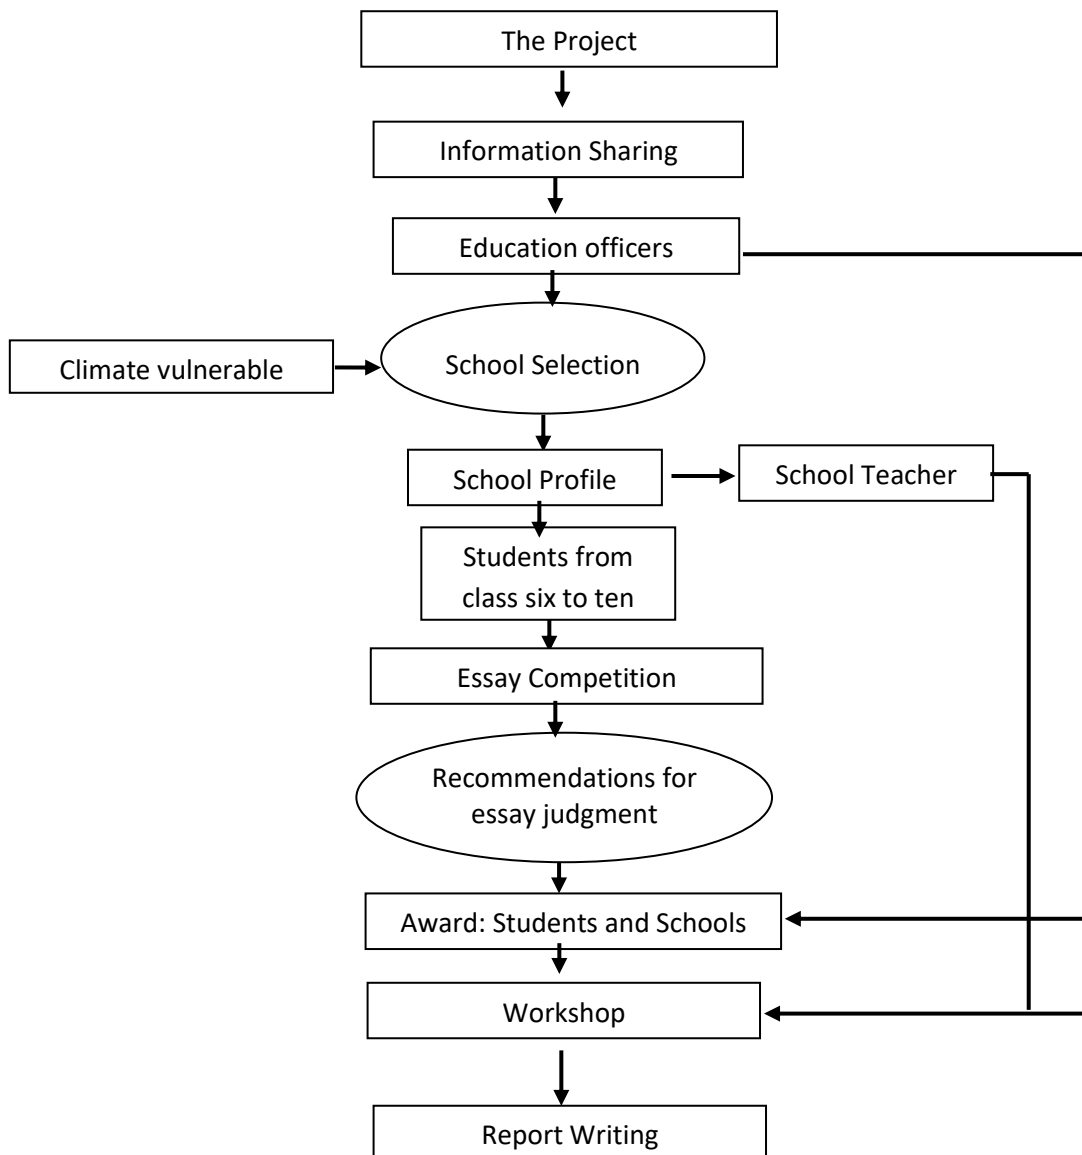 The Project
Information Sharing
Education officers
Climate vulnerable
School Selection
School Profile
School Teacher
Students from
class six to ten
Essay Competition
Recommendations for
essay judgment
Award: Students and Schools
Workshop
Report Writing